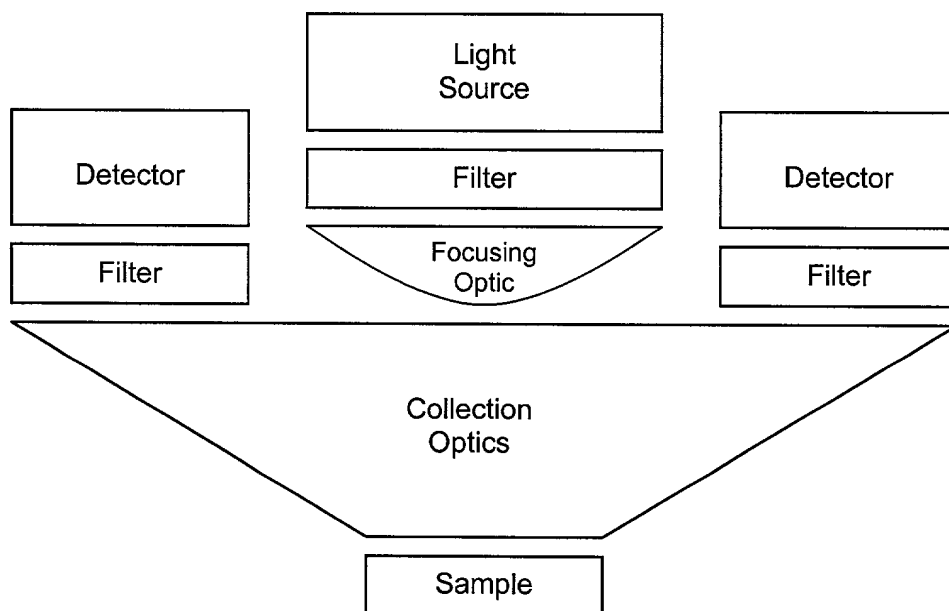 Light
Source
Detector
Filter
Detector
Focusing
Optic
Filter
Filter
Collection
Optics
Sample